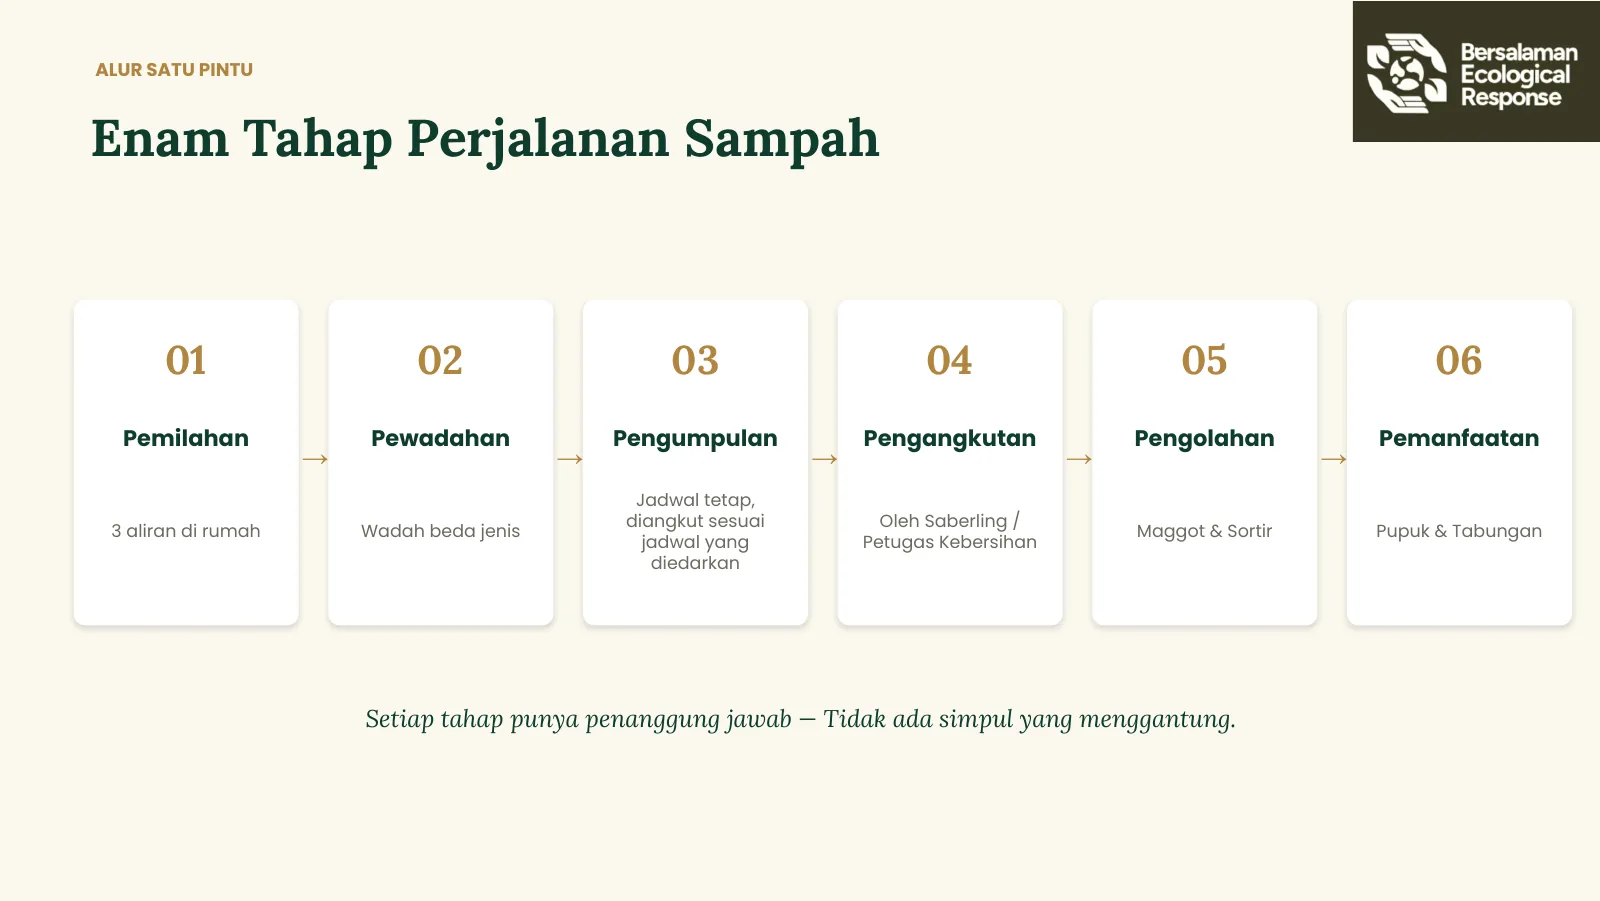 ALUR SATU PINTU
Enam Tahap Perjalanan Sampah
Bersalaman
Ecological
Response
01
Pemilahan
3 aliran di rumah
→
02
Pewadahan
Wadah beda jenis
→
03
Pengumpulan
Jadwal tetap,
diangkut sesuai
jadwal yang
diedarkan
→
04
Pengangkutan
Oleh Saberling /
Petugas Kebersihan
→
05
Pengolahan
Maggot & Sortir
→
06
Pemanfaatan
Pupuk & Tabungan
Setiap tahap punya penanggung jawab — Tidak ada simpul yang menggantung.